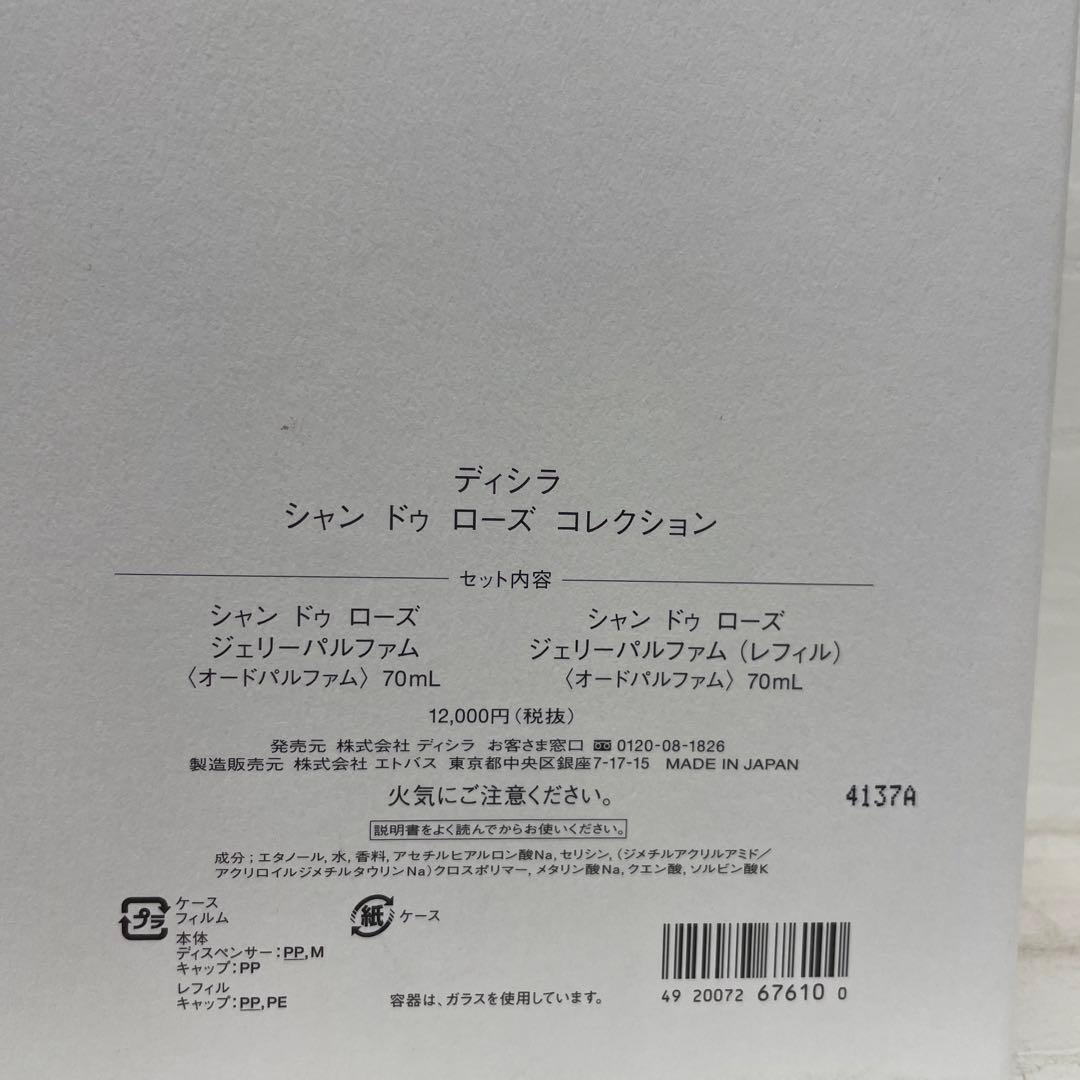 ディシラ
シャン ドゥ ローズ コレクション
セット内容
シャン ドゥ ローズ
ジェリーパルファム
〈オードパルファム〉70mL
シャン ドゥ ローズ
ジェリーパルファム(レフィル)
〈オードパルファム〉70mL
12,000円(税抜)
発売元 株式会社 ディシラ お客さま窓口 0120-08-1826
製造販売元 株式会社 エトバス 東京都中央区銀座7-17-15 MADE IN JAPAN
火気にご注意ください。
4137A
説明書をよく読んでからお使いください。
成分;エタノール,水,香料,アセチルヒアルロン酸Na,セリシン,(ジメチルアクリルアミド/
アクリロイルジメチルタウリンNa)クロスポリマー,メタリン酸Na,クエン酸,ソルビン酸K
プラ
ケース
フィルム
本体
ディスペンサー:PP,M
キャップ:PP
レフィル
キャップ:PP,PE
紙
ケース
容器は、ガラスを使用しています。
49 20072 67610 0